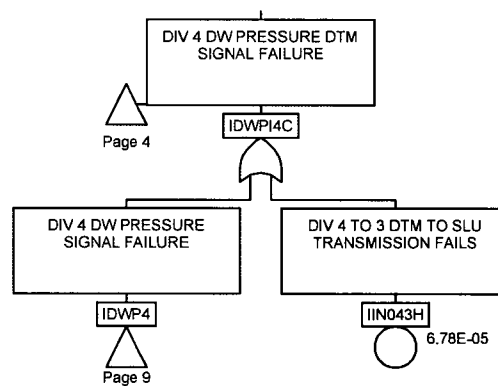 DIV 4 DW PRESSURE DTM
SIGNAL FAILURE
Page 4
IDWPI4C
DIV 4 DW PRESSURE
SIGNAL FAILURE
DIV 4 TO 3 DTM TO SLU
TRANSMISSION FAILS
IDWP4
IIN043H
6.78E-05
Page 9